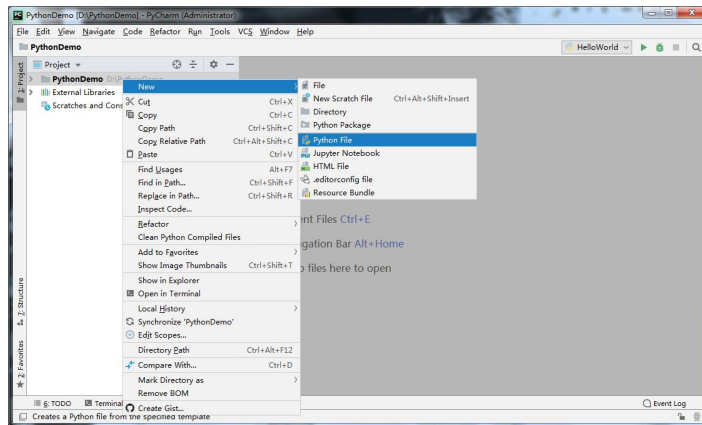 PythonDemo [D:\PythonDemo] - PyCharm (Administrator)
File Edit View Navigate Code Refactor Run Tools VCS Window Help
PythonDemo
HelloWorld
Project
1: Project
PythonDemo D:\PythonDemo
External Libraries
Scratches and Cons
New
Cut Ctrl+X
Copy Ctrl+C
Copy Path Ctrl+Shift+C
Copy Relative Path Ctrl+Alt+Shift+C
Paste Ctrl+V
Find Usages Alt+F7
Find in Path... Ctrl+Shift+F
Replace in Path... Ctrl+Shift+R
Inspect Code...
Refactor
Clean Python Compiled Files
Add to Favorites
Show Image Thumbnails Ctrl+Shift+T
Show in Explorer
Open in Terminal
Local History
Synchronize 'PythonDemo'
Edit Scopes...
Directory Path Ctrl+Alt+F12
Compare With... Ctrl+D
Mark Directory as
Remove BOM
Create Gist...
File
New Scratch File Ctrl+Alt+Shift+Insert
Directory
Python Package
Python File
Jupyter Notebook
HTML File
.editorconfig file
Resource Bundle
ent Files Ctrl+E
gation Bar Alt+Home
files here to open
7: Structure
2: Favorites
6: TODO Terminal
Event Log
Creates a Python file from the specified template